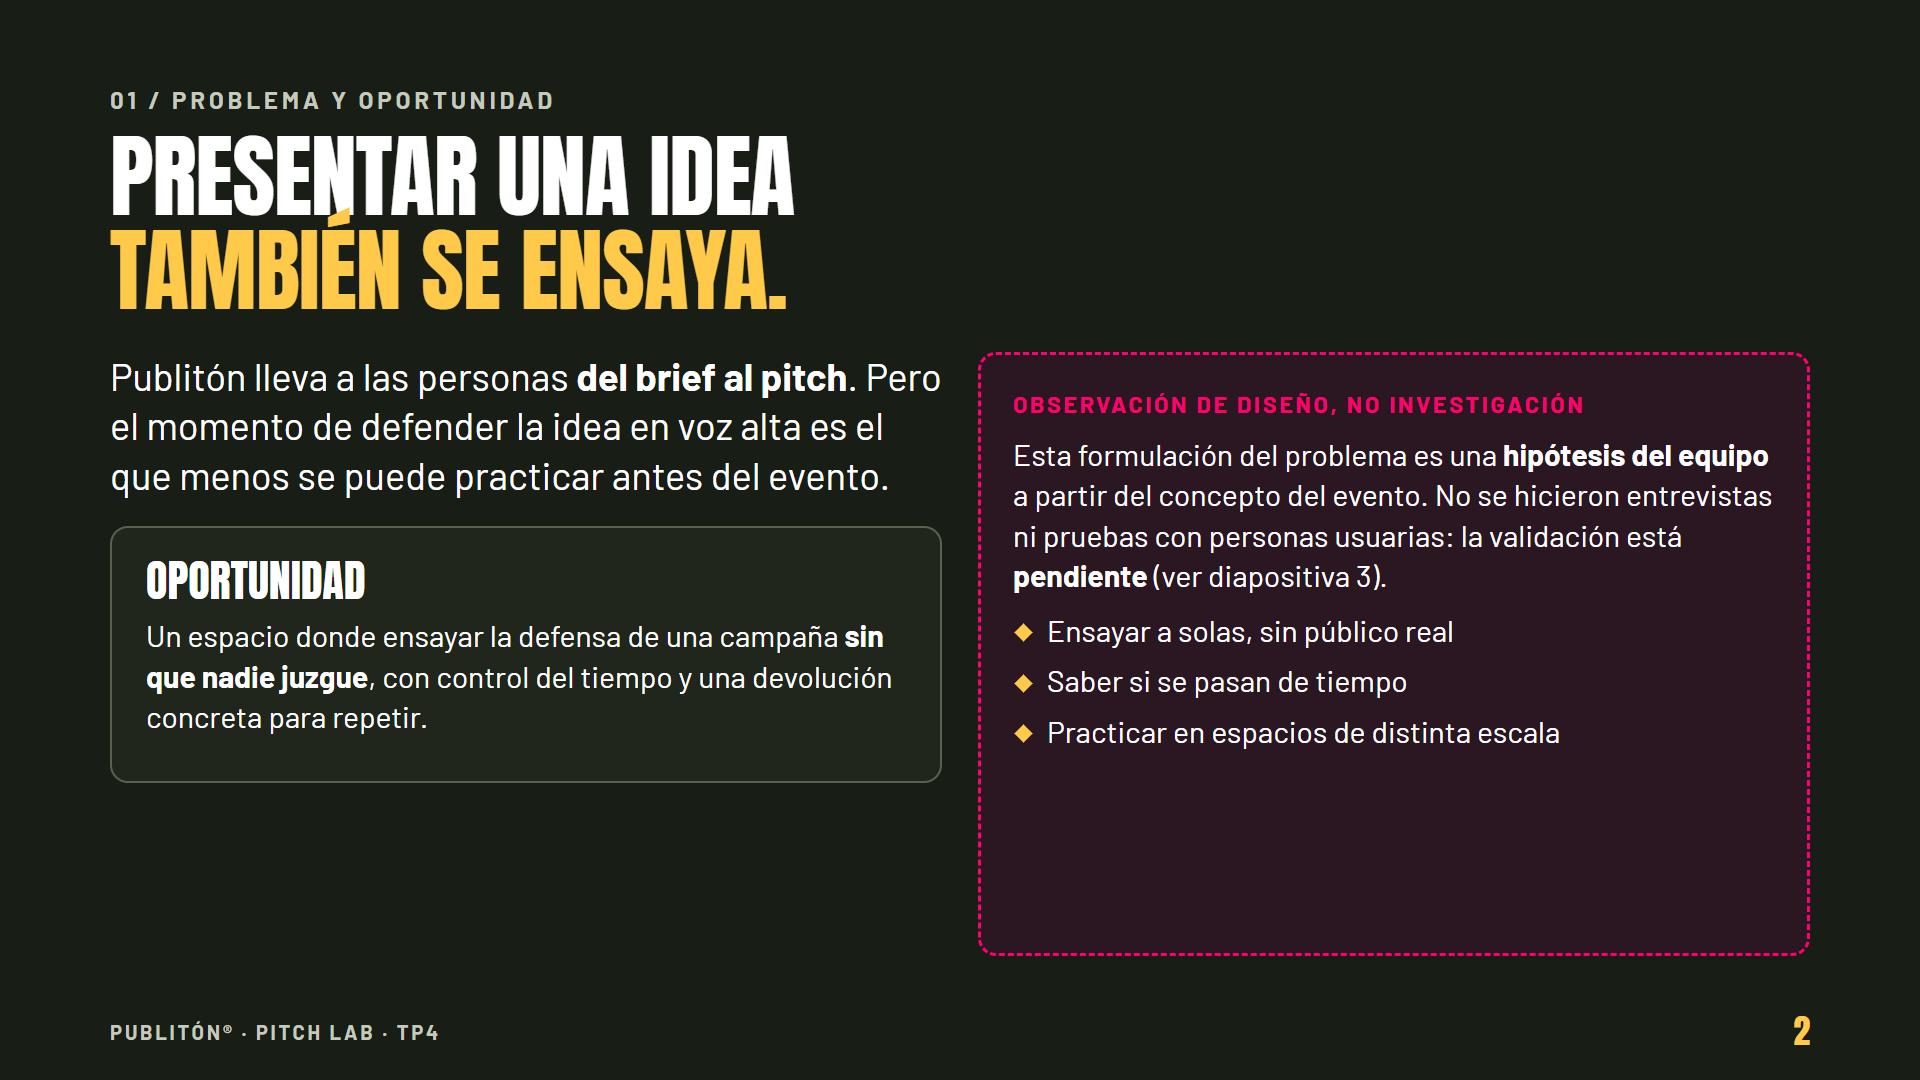 01 / PROBLEMA Y OPORTUNIDAD
PRESENTAR UNA IDEA
TAMBIÉN SE ENSAYA.
Publitón lleva a las personas del brief al pitch. Pero
el momento de defender la idea en voz alta es el
que menos se puede practicar antes del evento.
OPORTUNIDAD
Un espacio donde ensayar la defensa de una campaña sin
que nadie juzgue, con control del tiempo y una devolución
concreta para repetir.
OBSERVACIÓN DE DISEÑO, NO INVESTIGACIÓN
Esta formulación del problema es una hipótesis del equipo
a partir del concepto del evento. No se hicieron entrevistas
ni pruebas con personas usuarias: la validación está
pendiente (ver diapositiva 3).
◆ Ensayar a solas, sin público real
◆ Saber si se pasan de tiempo
◆ Practicar en espacios de distinta escala
PUBLITÓN® · PITCH LAB · TP4
2